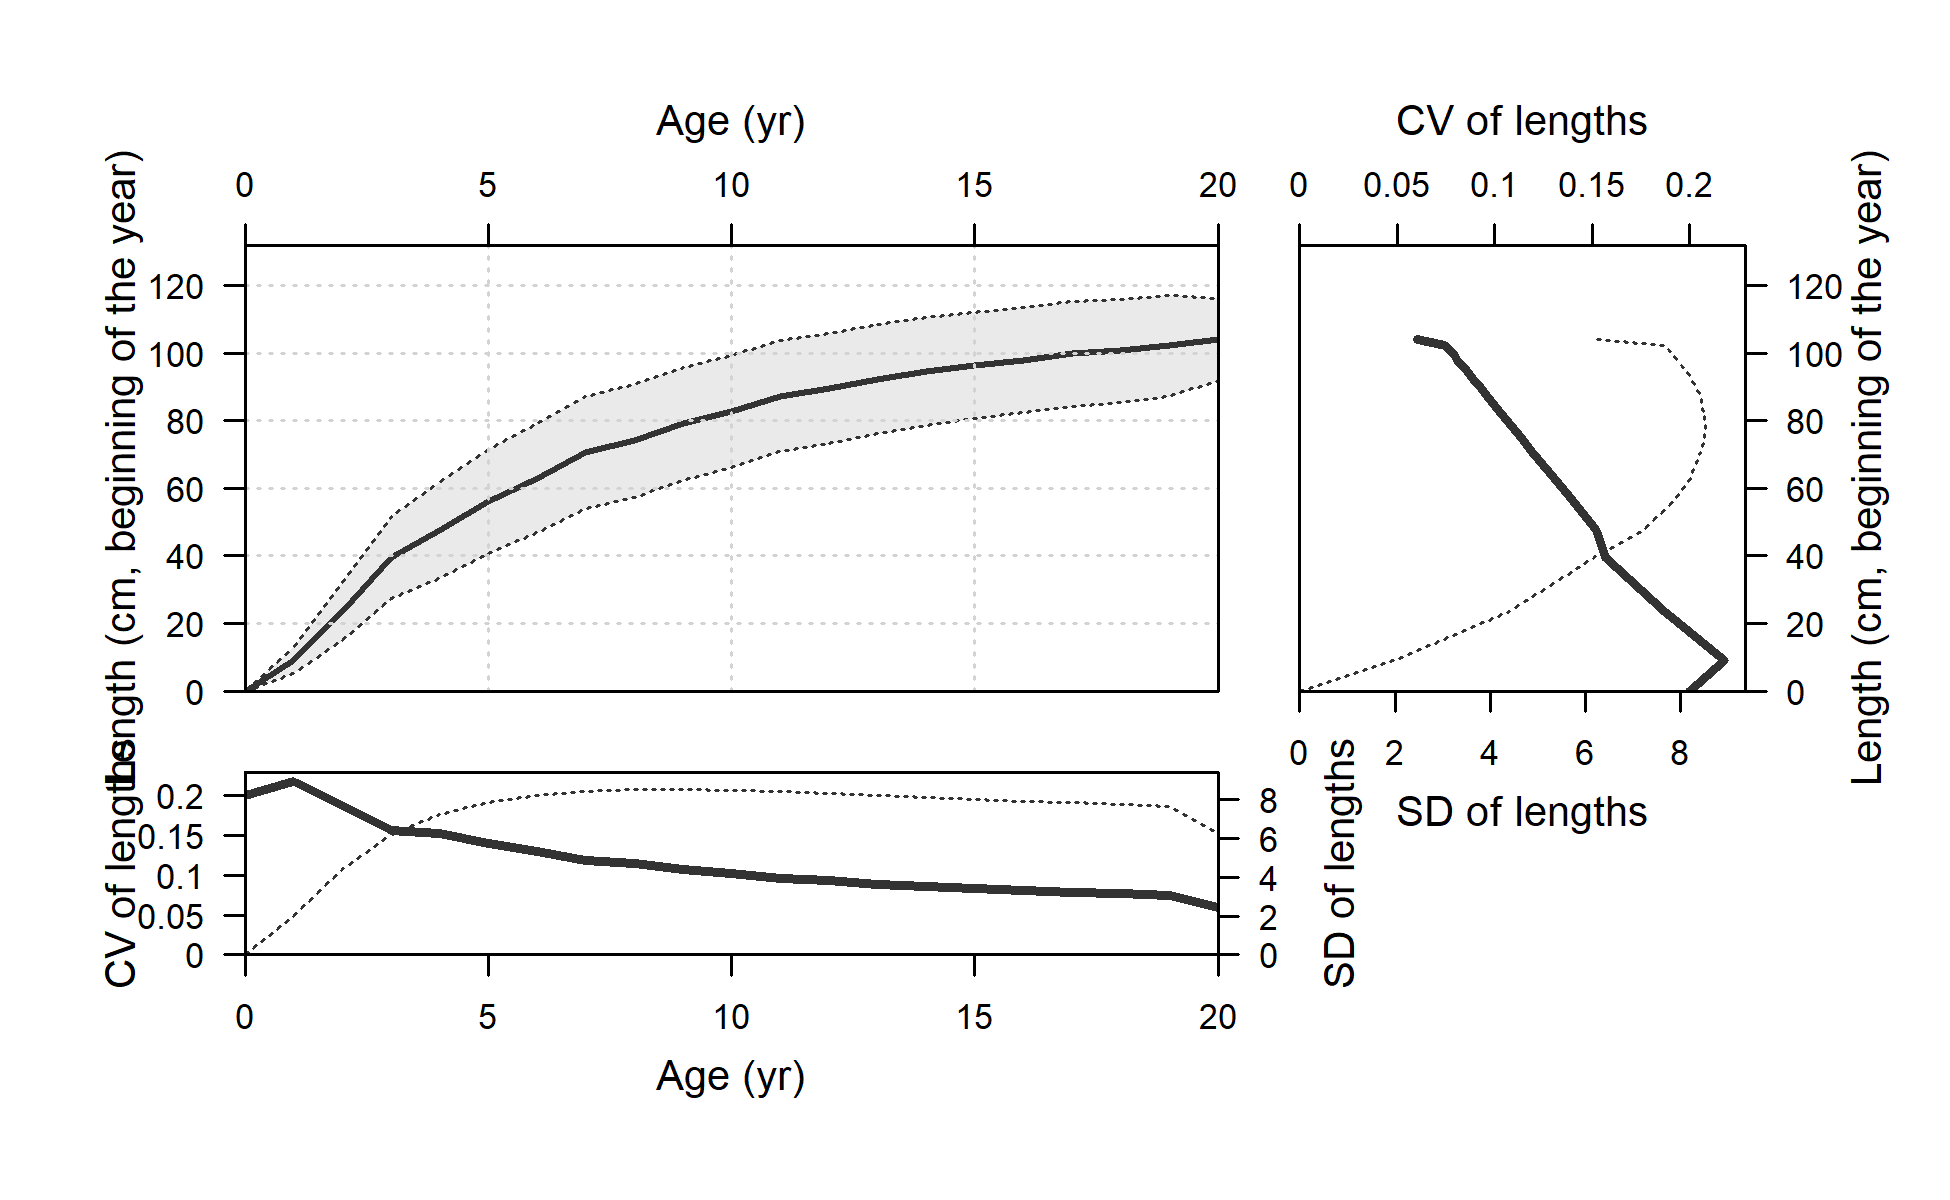 Age (yr)
0 5 10 15 20
Length (cm, beginning of the year)
120
100
80
60
40
20
0
CV of lengths
0 0.05 0.1 0.15 0.2
Length (cm, beginning of the year)
120
100
80
60
40
20
0
0 2 4 6 8
SD of lengths
CV of lengths
0.2
0.15
0.1
0.05
0
SD of lengths
8
6
4
2
0
0 5 10 15 20
Age (yr)